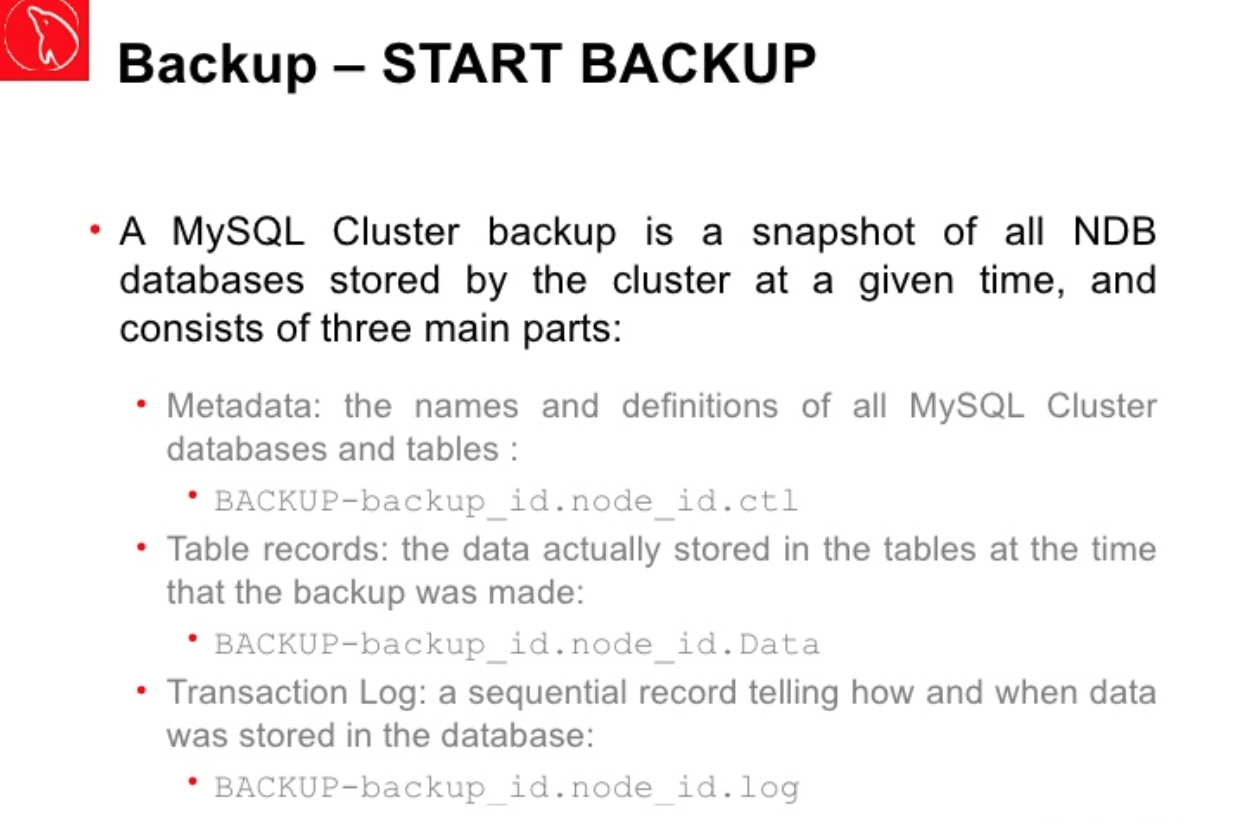 Backup – START BACKUP
• A MySQL Cluster backup is a snapshot of all NDB
databases stored by the cluster at a given time, and
consists of three main parts:
• Metadata: the names and definitions of all MySQL Cluster
databases and tables :
• BACKUP-backup_id.node_id.ctl
• Table records: the data actually stored in the tables at the time
that the backup was made:
• BACKUP-backup_id.node_id.Data
• Transaction Log: a sequential record telling how and when data
was stored in the database:
• BACKUP-backup_id.node_id.log